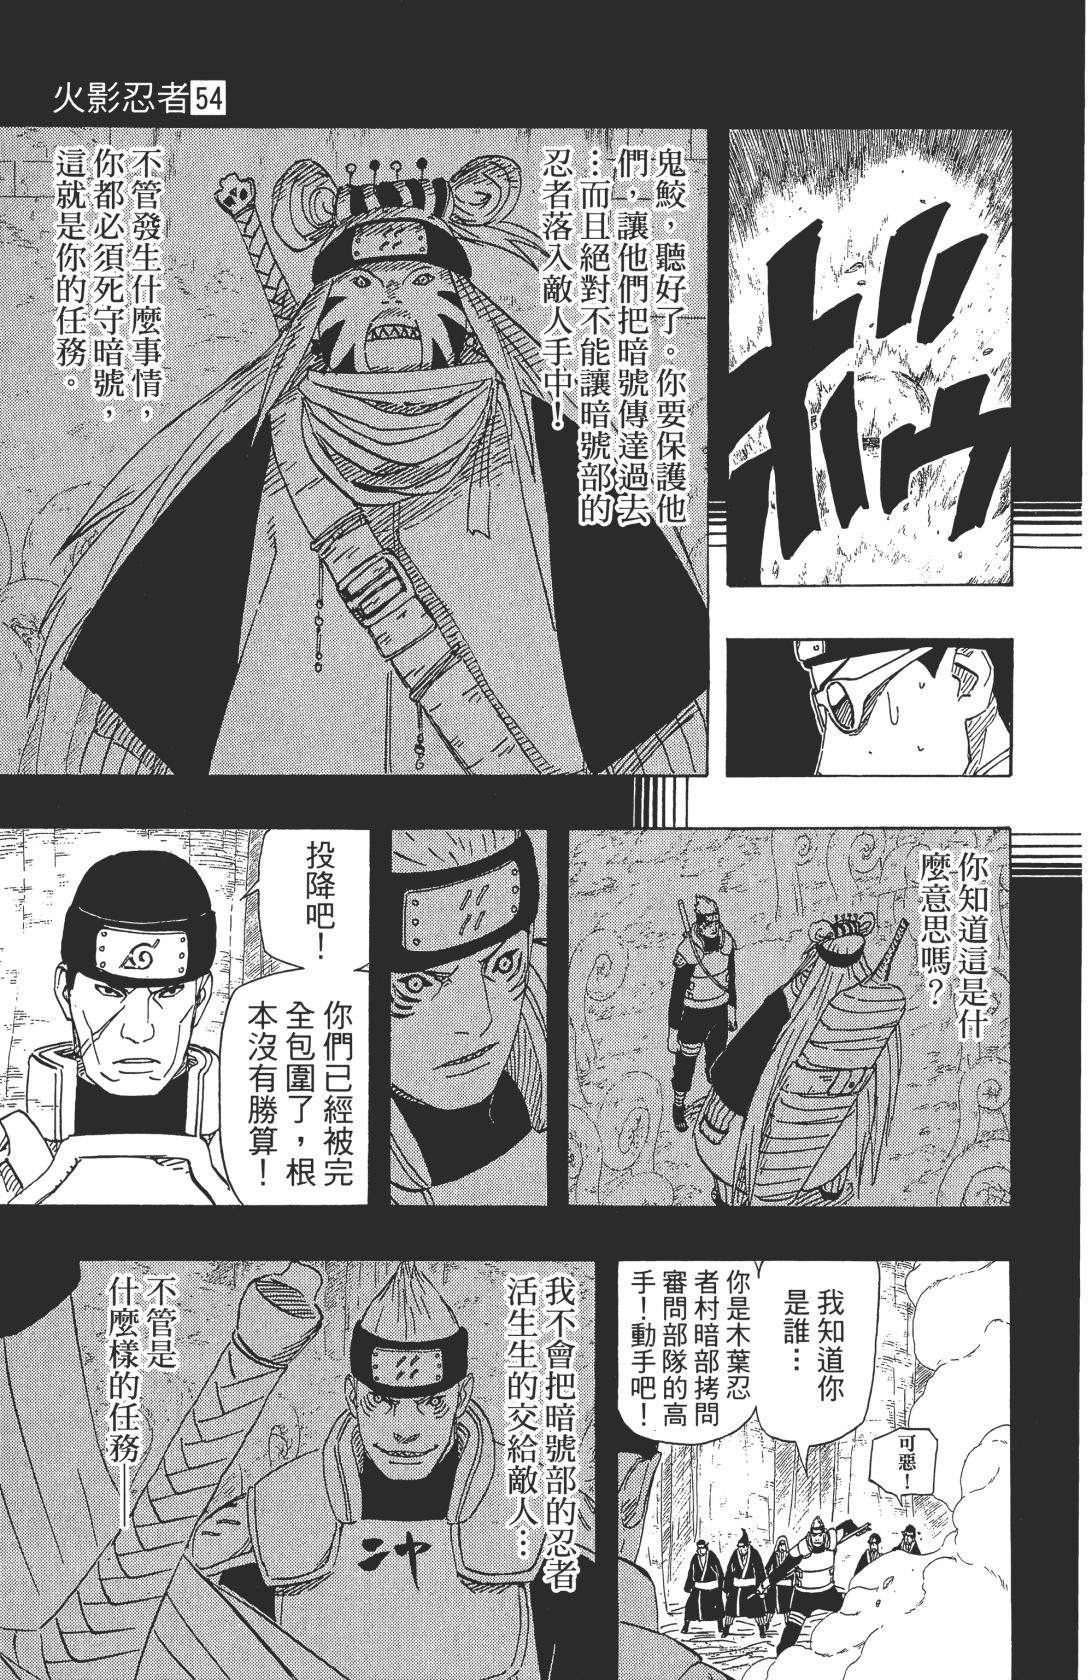 火影忍者54
ギギギ
鬼鮫，聽好了。你要保護他
們，讓他們把暗號傳達過去
…而且絕對不能讓暗號部的
忍者落入敵人手中！
不管發生什麼事情，
你都必須死守暗號，
這就是你的任務。
你知道這是什
麼意思嗎？
投降吧！
你們已經被完
全包圍了，根
本沒有勝算！
我知道你
是誰…
你是木葉忍
者村暗部拷問
審問部隊的高
手！動手吧！
可惡！
我不會把暗號部的忍者
活生生的交給敵人…
不管是
什麼樣的任務──